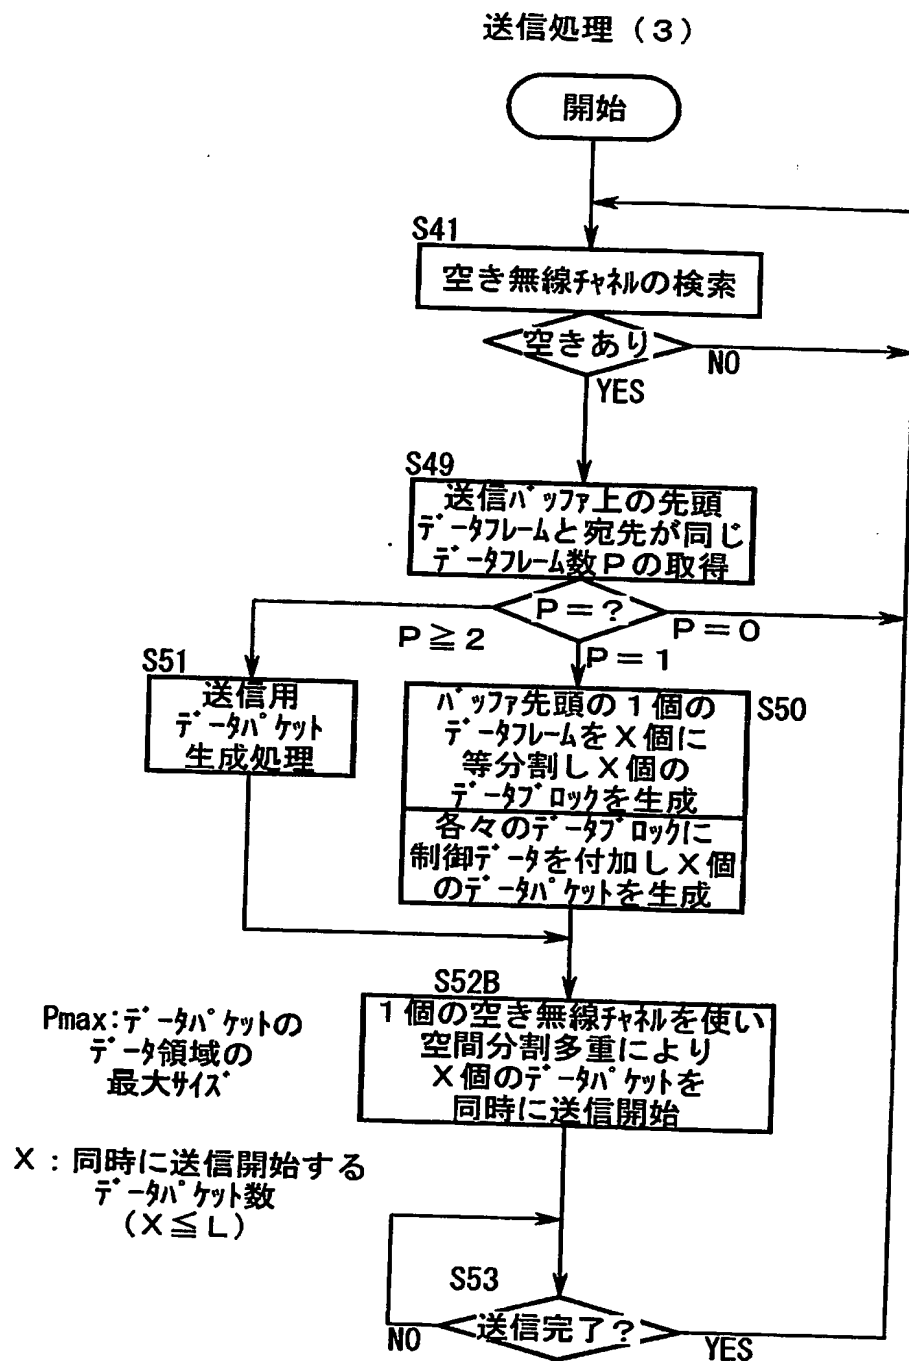 送信処理（３）
開始
S41
空き無線ﾁｬﾈﾙの検索
空きあり
NO
YES
S49
送信ﾊﾞｯﾌｧ上の先頭
ﾃﾞｰﾀﾌﾚｰﾑと宛先が同じ
ﾃﾞｰﾀﾌﾚｰﾑ数Ｐの取得
Ｐ＝？
Ｐ≧２
Ｐ＝０
Ｐ＝１
S51
送信用
ﾃﾞｰﾀﾊﾟｹｯﾄ
生成処理
S50
ﾊﾞｯﾌｧ先頭の１個の
ﾃﾞｰﾀﾌﾚｰﾑをＸ個に
等分割しＸ個の
ﾃﾞｰﾀﾌﾞﾛｯｸを生成
各々のﾃﾞｰﾀﾌﾞﾛｯｸに
制御ﾃﾞｰﾀを付加しＸ個
のﾃﾞｰﾀﾊﾟｹｯﾄを生成
S52B
１個の空き無線ﾁｬﾈﾙを使い
空間分割多重により
Ｘ個のﾃﾞｰﾀﾊﾟｹｯﾄを
同時に送信開始
Pmax:ﾃﾞｰﾀﾊﾟｹｯﾄの
ﾃﾞｰﾀ領域の
最大ｻｲｽﾞ
Ｘ：同時に送信開始する
ﾃﾞｰﾀﾊﾟｹｯﾄ数
（Ｘ≦Ｌ）
S53
送信完了？
NO
YES